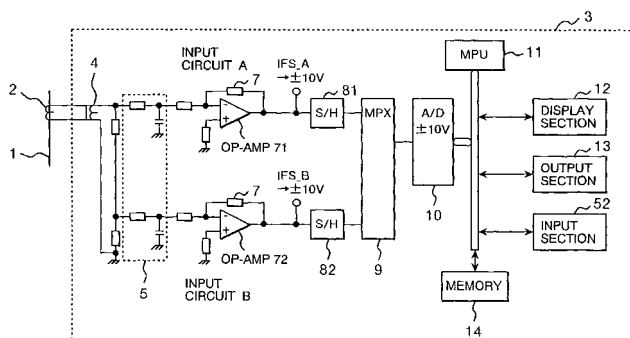 3
INPUT
CIRCUIT A
MPU
11
4
7
IFS_A
→±10V
81
2
S/H
MPX
A/D
±10V
12
DISPLAY
SECTION
OP-AMP 71
1
13
OUTPUT
SECTION
7
IFS_B
→±10V
10
52
INPUT
SECTION
S/H
OP-AMP 72
82
9
5
INPUT
CIRCUIT B
MEMORY
14